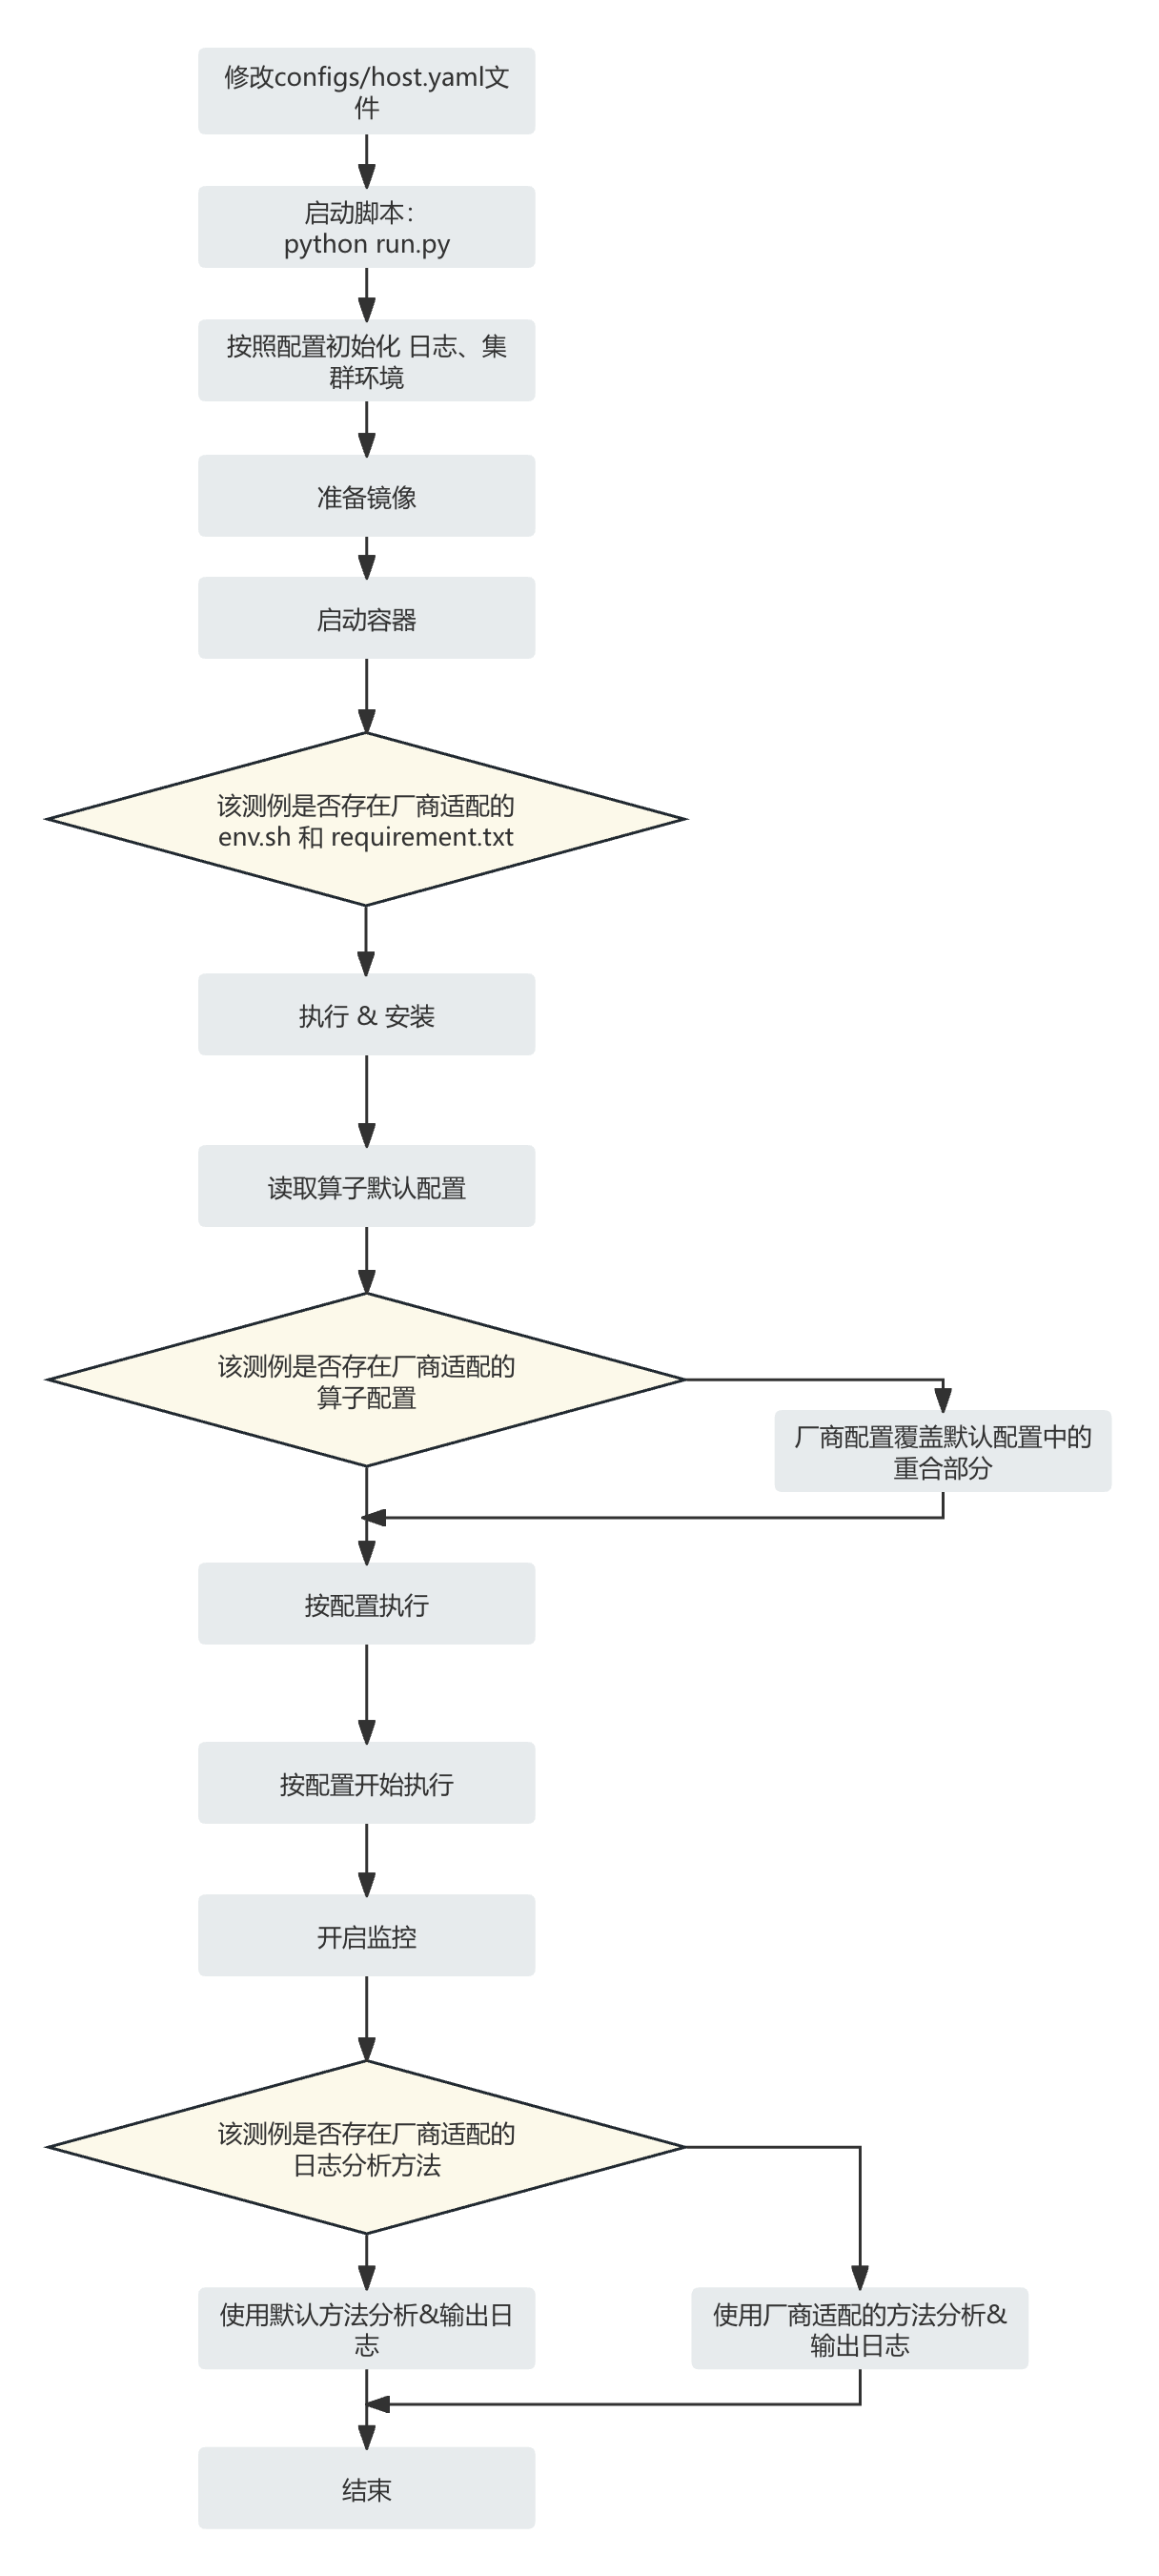 修改configs/host.yaml文
件
启动脚本：
python run.py
按照配置初始化 日志、集
群环境
准备镜像
启动容器
该测例是否存在厂商适配的
env.sh 和 requirement.txt
执行 & 安装
读取算子默认配置
该测例是否存在厂商适配的
算子配置
厂商配置覆盖默认配置中的
重合部分
按配置执行
按配置开始执行
开启监控
该测例是否存在厂商适配的
日志分析方法
使用默认方法分析&输出日
志
使用厂商适配的方法分析&
输出日志
结束